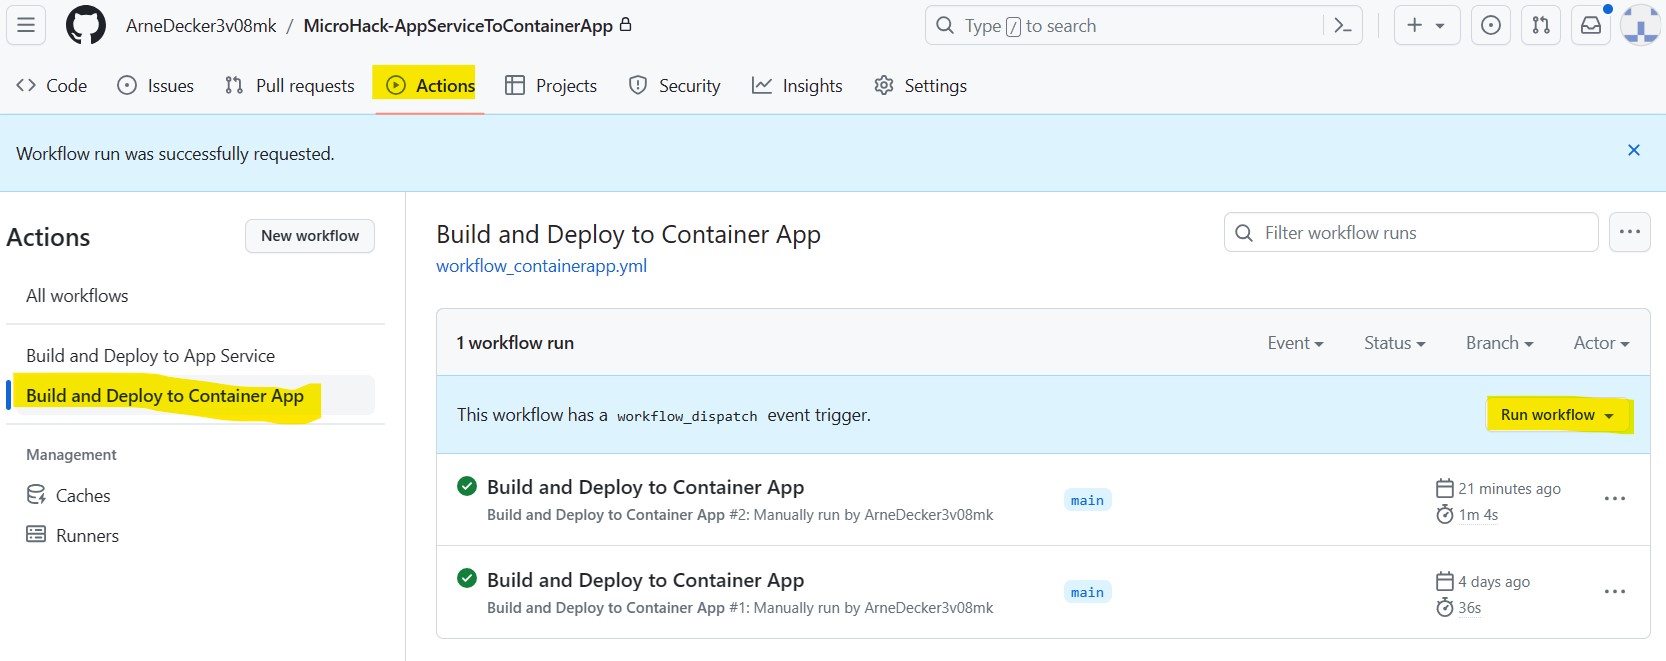 ArneDecker3v08mk / MicroHack-AppServiceToContainerApp
Type / to search
Code Issues Pull requests Actions Projects Security Insights Settings
Workflow run was successfully requested.
Actions
New workflow
All workflows
Build and Deploy to App Service
Build and Deploy to Container App
Management
Caches
Runners
Build and Deploy to Container App
workflow_containerapp.yml
Filter workflow runs
1 workflow run
Event Status Branch Actor
This workflow has a workflow_dispatch event trigger.
Run workflow
Build and Deploy to Container App
Build and Deploy to Container App #2: Manually run by ArneDecker3v08mk
main
21 minutes ago
1m 4s
Build and Deploy to Container App
Build and Deploy to Container App #1: Manually run by ArneDecker3v08mk
main
4 days ago
36s